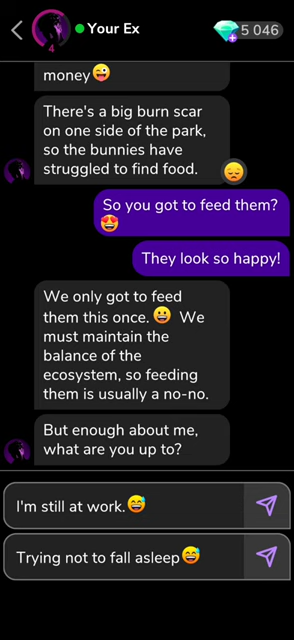 Your Ex
5 046
4
money😜
There's a big burn scar
on one side of the park,
so the bunnies have
struggled to find food.
😞
So you got to feed them?
😍
They look so happy!
We only got to feed
them this once.😀 We
must maintain the
balance of the
ecosystem, so feeding
them is usually a no-no.
But enough about me,
what are you up to?
I'm still at work.😅
Trying not to fall asleep😅